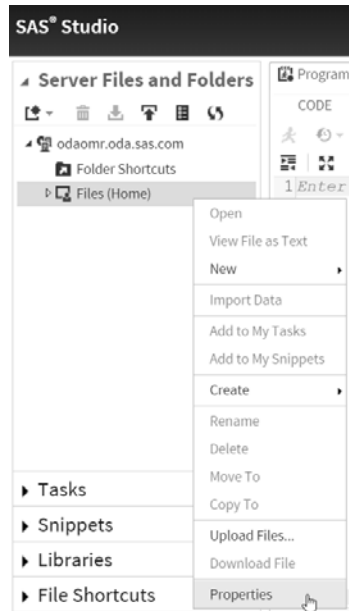 SAS® Studio
Server Files and Folders
Program
CODE
odaomr.oda.sas.com
Folder Shortcuts
Files (Home)
1 Enter
Open
View File as Text
New
Import Data
Add to My Tasks
Add to My Snippets
Create
Rename
Delete
Move To
Copy To
Upload Files...
Download File
Properties
Tasks
Snippets
Libraries
File Shortcuts